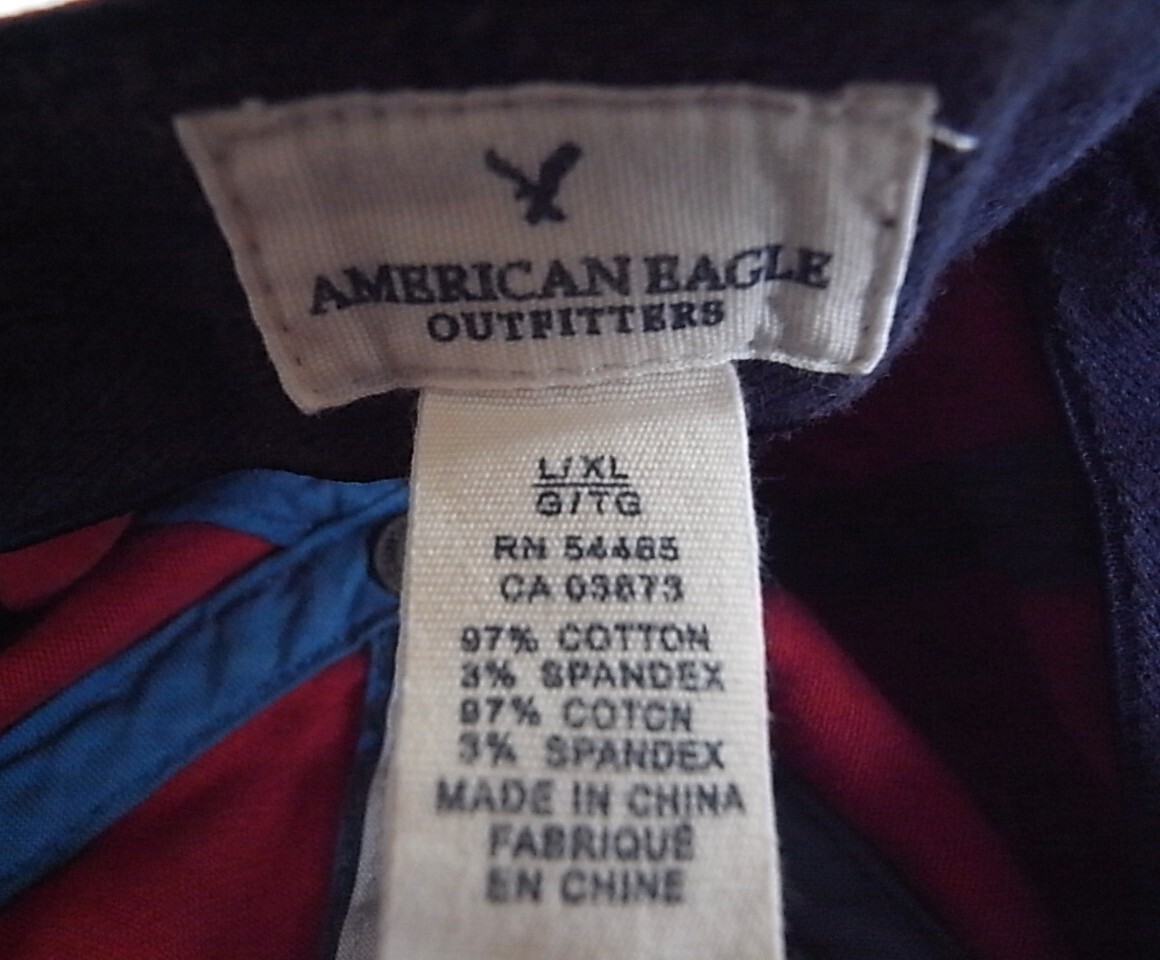 AMERICAN EAGLE
OUTFITTERS
L/XL
G/TG
RN 54485
CA 03673
97% COTTON
3% SPANDEX
97% COTON
3% SPANDEX
MADE IN CHINA
FABRIQUÉ
EN CHINE